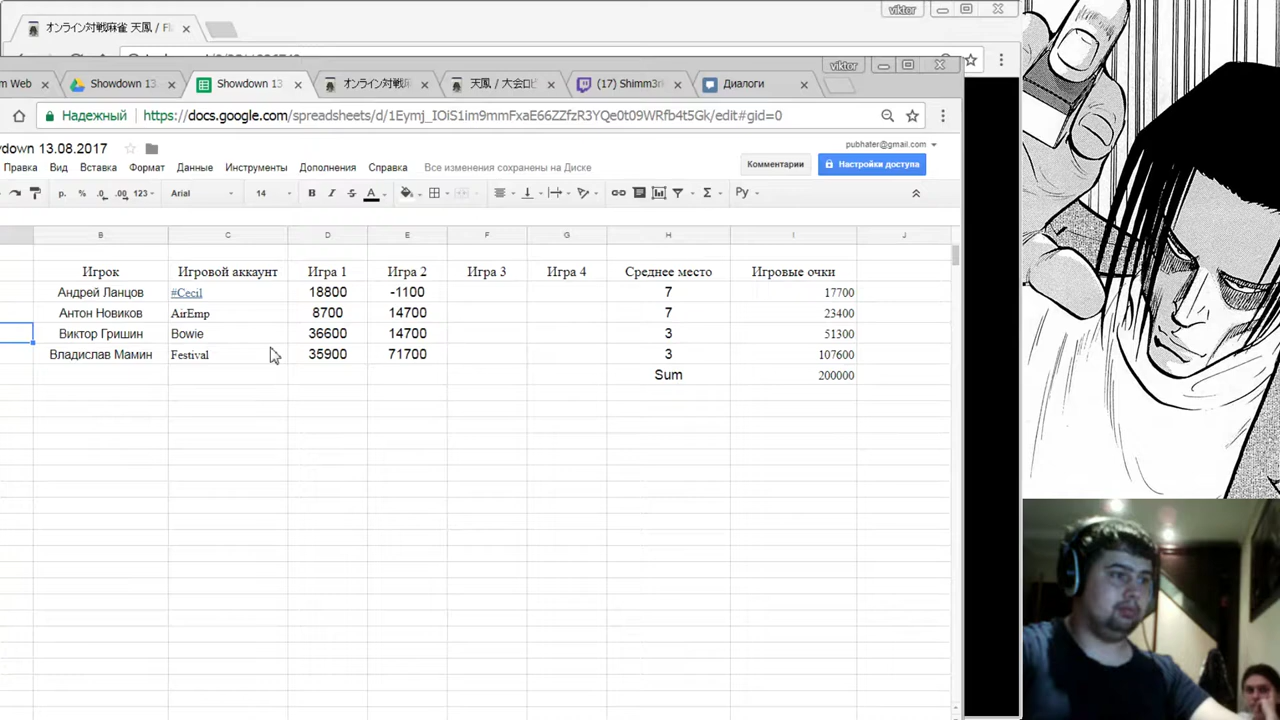 オンライン対戦麻雀 天鳳 / Fl
viktor
viktor
m Web
Showdown 13
Showdown 13
オンライン対戦麻
天鳳 / 大会ロ
(17) Shimm3r
Диалоги
Надежный
https://docs.google.com/spreadsheets/d/1Eymj_IOiS1im9mmFxaE66ZZfzR3YQe0t09WRfb4t5Gk/edit#gid=0
pubhater@gmail.com
down 13.08.2017
Правка Вид Вставка Формат Данные Инструменты Дополнения Справка Все изменения сохранены на Диске
Комментарии Настройки доступа
р. % .0 .00 123 Arial 14 B I S A Σ Ру
B C D E F G H I J
Игрок Игровой аккаунт Игра 1 Игра 2 Игра 3 Игра 4 Среднее место Игровые очки
Андрей Ланцов #Cecil 18800 -1100 7 17700
Антон Новиков AirEmp 8700 14700 7 23400
Виктор Гришин Bowie 36600 14700 3 51300
Владислав Мамин Festival 35900 71700 3 107600
Sum 200000